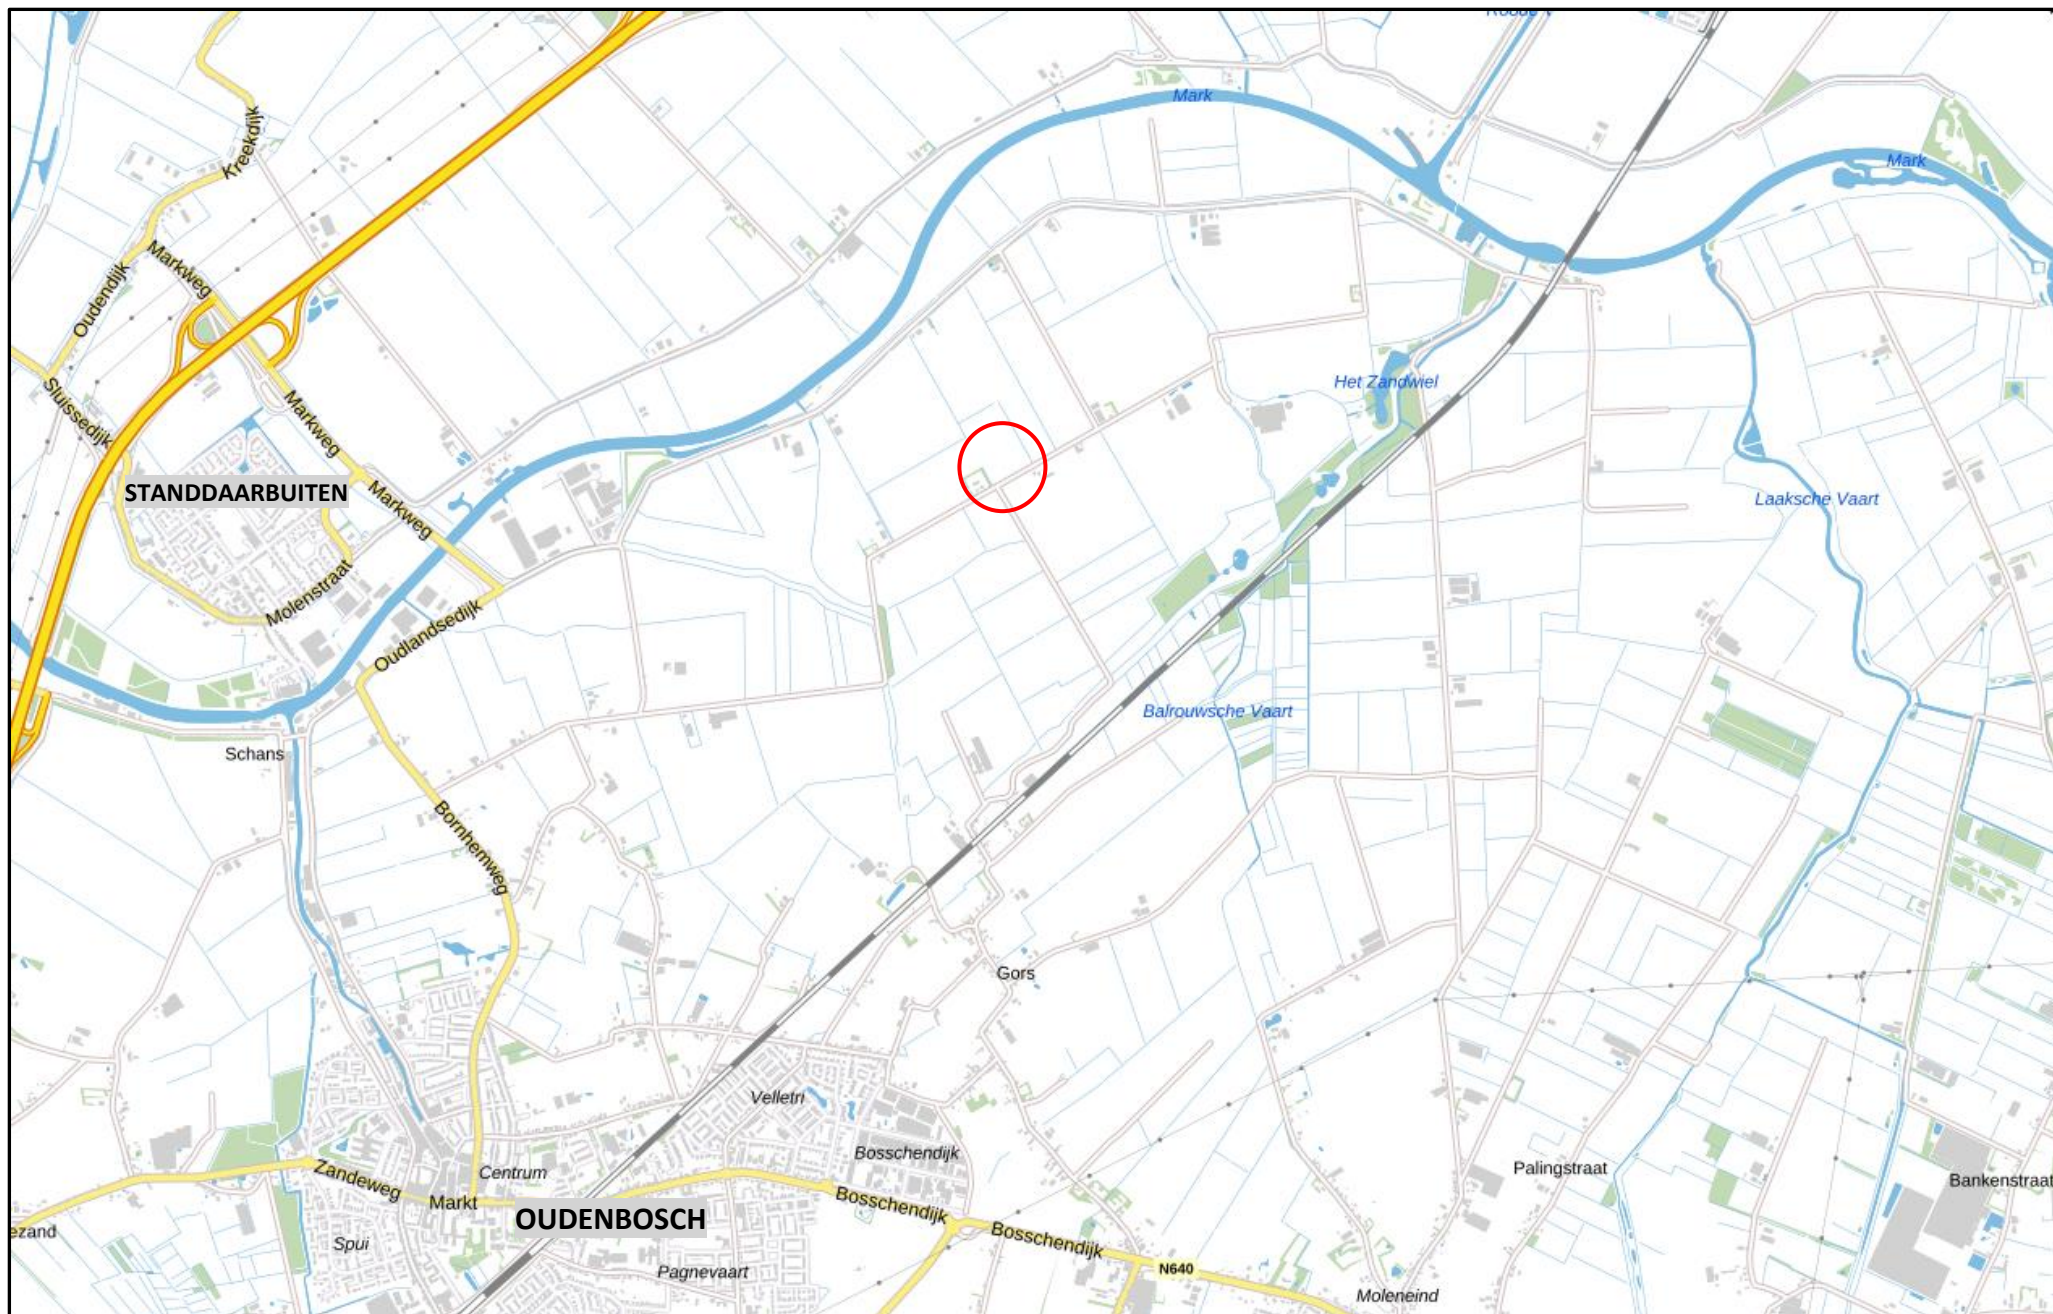 Mark
Kreekdijk
Mark
Markweg
Oudendijk
Sluissedijk
Markweg
Het Zandwiel
STANDDAARBUITEN
Markweg
Laaksche Vaart
Molenstraat
Oudlandsedijk
Balrouwsche Vaart
Schans
Bornhemweg
Gors
Velletri
Bosschendijk
Centrum
Zandeweg
Markt
Palingstraat
Bankenstraat
OUDENBOSCH
Bosschendijk
Bosschendijk
ezand
Spui
Pagnevaart
N640
Moleneind